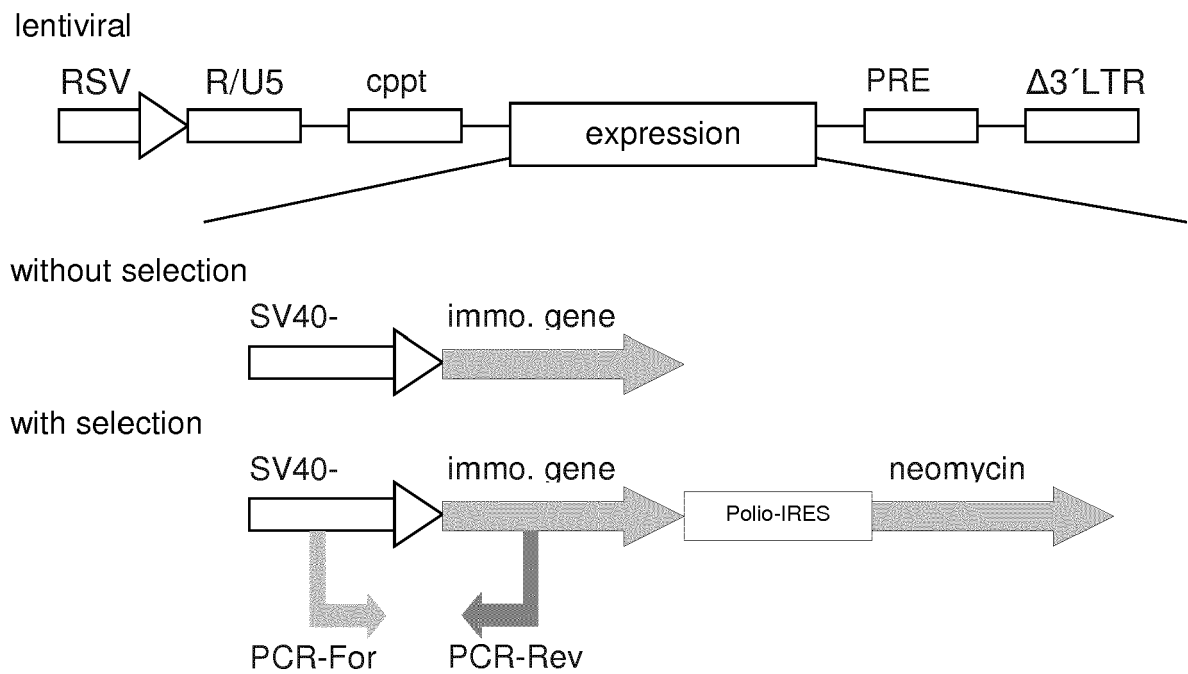 lentiviral
RSV R/U5 cppt PRE Δ3´LTR
expression
without selection
SV40- immo. gene
with selection
SV40- immo. gene neomycin
Polio-IRES
PCR-For PCR-Rev